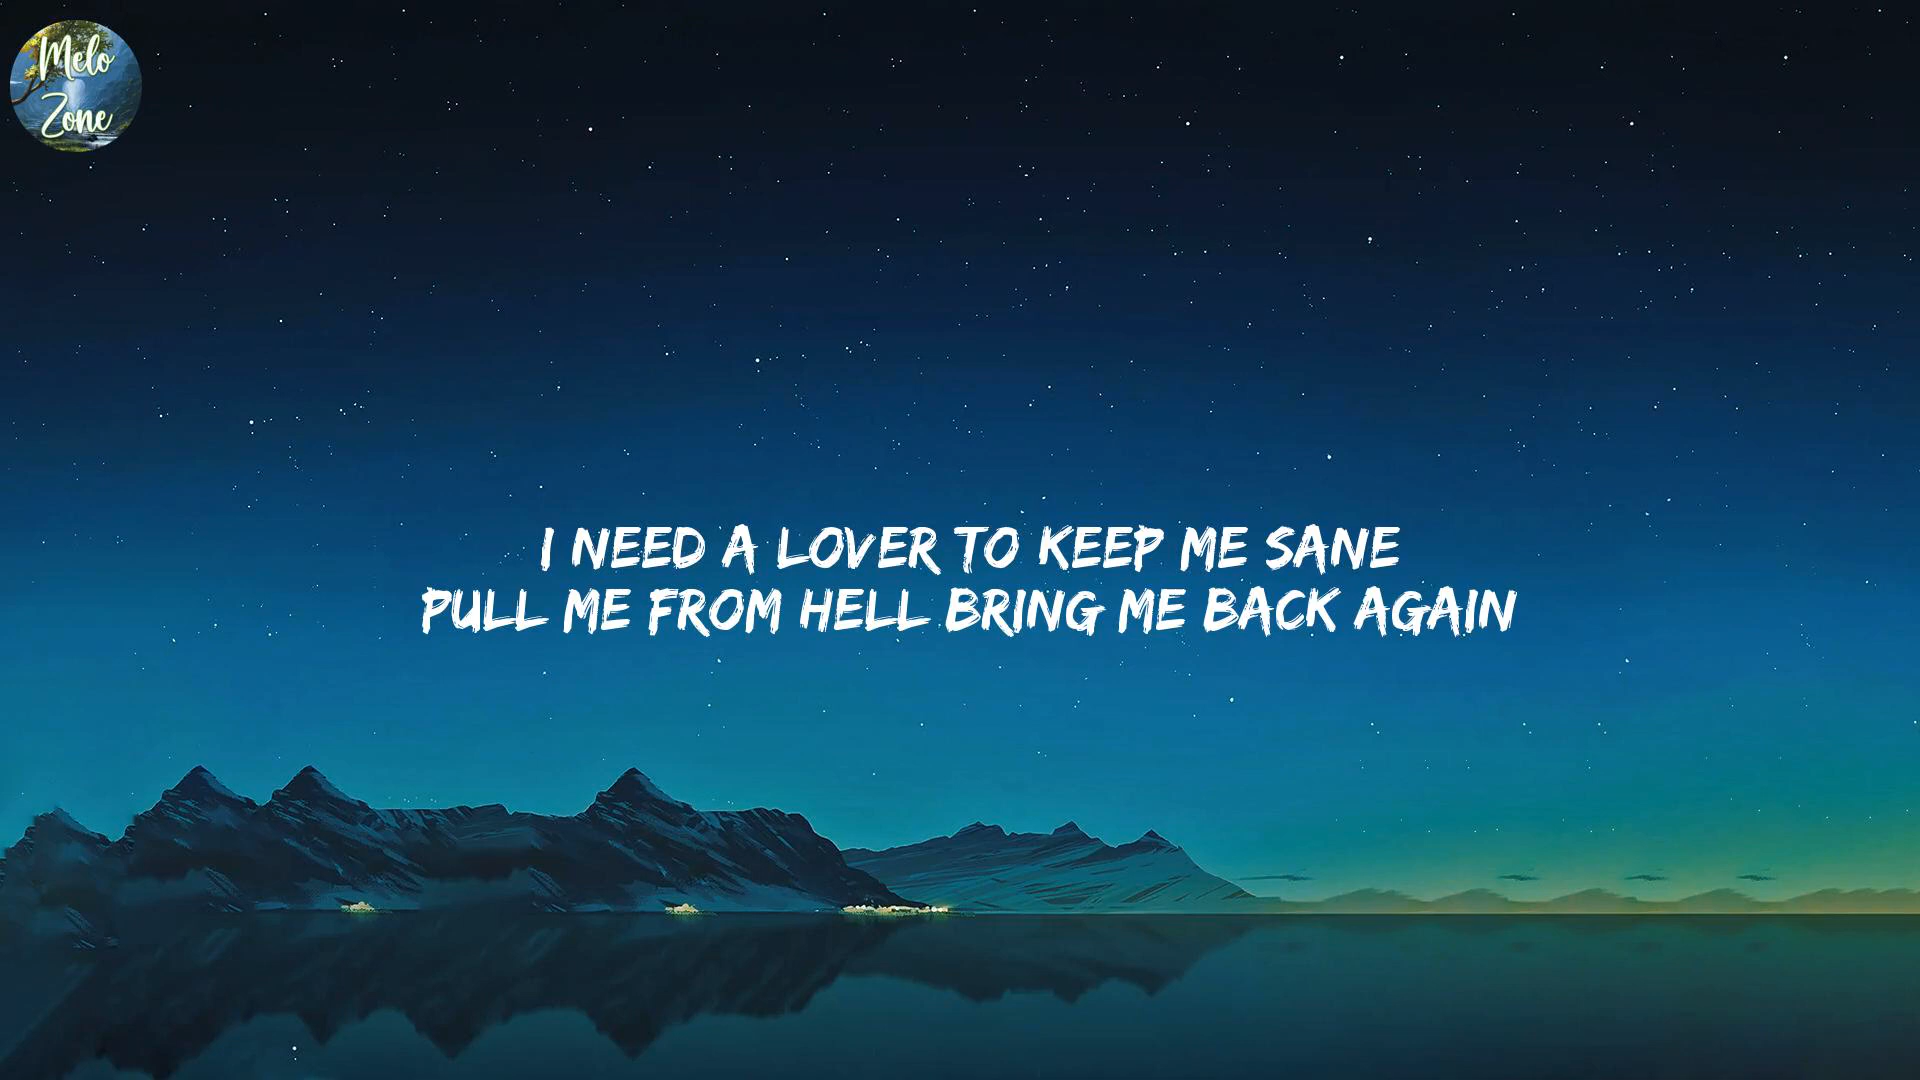 Melo
Zone
I NEED A LOVER TO KEEP ME SANE
PULL ME FROM HELL BRING ME BACK AGAIN